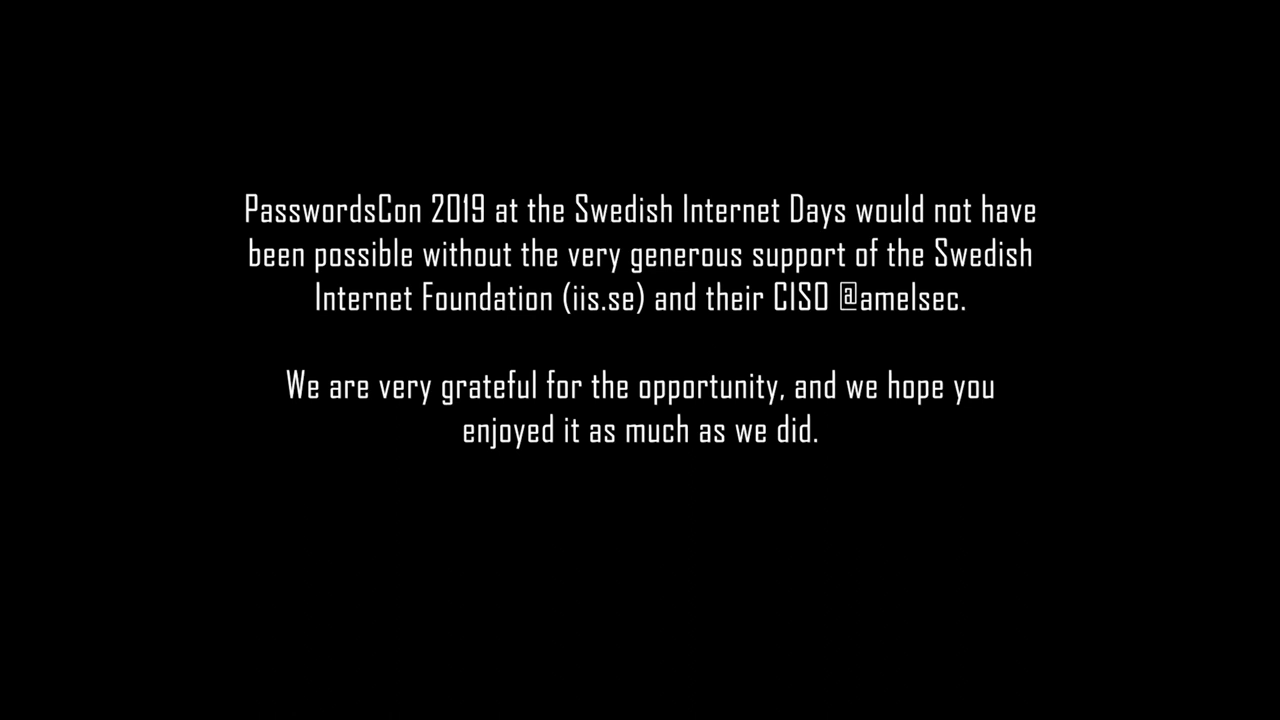 PasswordsCon 2019 at the Swedish Internet Days would not have
been possible without the very generous support of the Swedish
Internet Foundation (iis.se) and their CISO @amelsec.
We are very grateful for the opportunity, and we hope you
enjoyed it as much as we did.